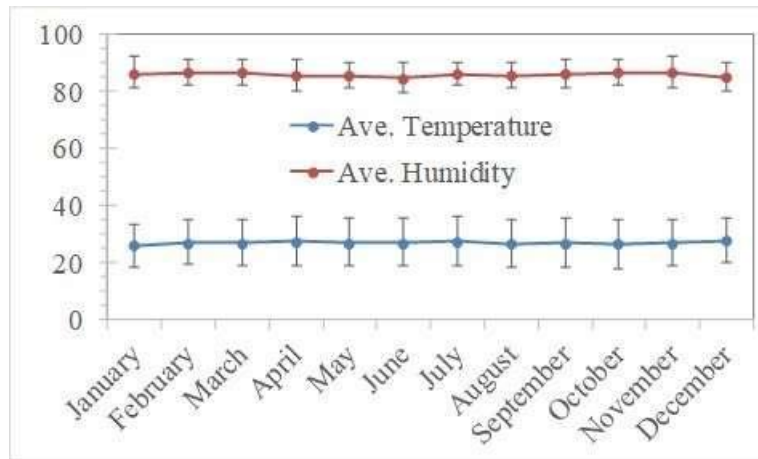 100
80
60
40
20
0
Ave. Temperature
Ave. Humidity
January
February
March
April
May
June
July
August
September
October
November
December